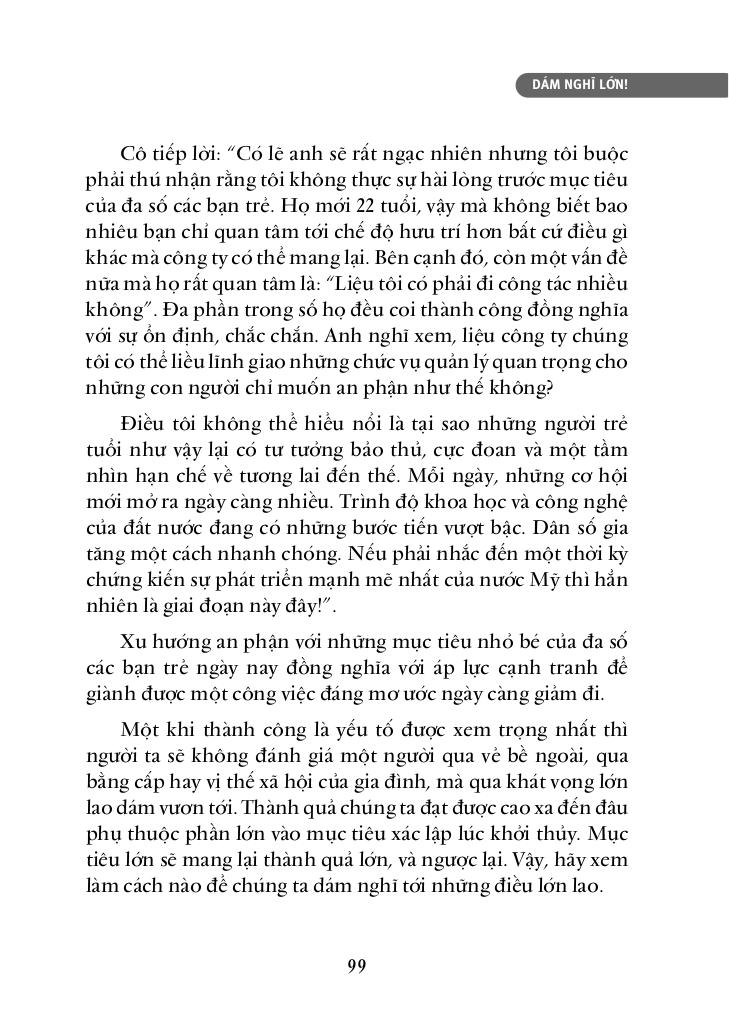 DÁM NGHĨ LỚN!
Cô tiếp lời: “Có lẽ anh sẽ rất ngạc nhiên nhưng tôi buộc
phải thú nhận rằng tôi không thực sự hài lòng trước mục tiêu
của đa số các bạn trẻ. Họ mới 22 tuổi, vậy mà không biết bao
nhiêu bạn chỉ quan tâm tới chế độ hưu trí hơn bất cứ điều gì
khác mà công ty có thể mang lại. Bên cạnh đó, còn một vấn đề
nữa mà họ rất quan tâm là: “Liệu tôi có phải đi công tác nhiều
không”. Đa phần trong số họ đều coi thành công đồng nghĩa
với sự ổn định, chắc chắn. Anh nghĩ xem, liệu công ty chúng
tôi có thể liều lĩnh giao những chức vụ quản lý quan trọng cho
những con người chỉ muốn an phận như thế không?
Điều tôi không thể hiểu nổi là tại sao những người trẻ
tuổi như vậy lại có tư tưởng bảo thủ, cực đoan và một tầm
nhìn hạn chế về tương lai đến thế. Mỗi ngày, những cơ hội
mới mở ra ngày càng nhiều. Trình độ khoa học và công nghệ
của đất nước đang có những bước tiến vượt bậc. Dân số gia
tăng một cách nhanh chóng. Nếu phải nhắc đến một thời kỳ
chứng kiến sự phát triển mạnh mẽ nhất của nước Mỹ thì hẳn
nhiên là giai đoạn này đây!”.
Xu hướng an phận với những mục tiêu nhỏ bé của đa số
các bạn trẻ ngày nay đồng nghĩa với áp lực cạnh tranh để
giành được một công việc đáng mơ ước ngày càng giảm đi.
Một khi thành công là yếu tố được xem trọng nhất thì
người ta sẽ không đánh giá một người qua vẻ bề ngoài, qua
bằng cấp hay vị thế xã hội của gia đình, mà qua khát vọng lớn
lao dám vươn tới. Thành quả chúng ta đạt được cao xa đến đâu
phụ thuộc phần lớn vào mục tiêu xác lập lúc khởi thủy. Mục
tiêu lớn sẽ mang lại thành quả lớn, và ngược lại. Vậy, hãy xem
làm cách nào để chúng ta dám nghĩ tới những điều lớn lao.
99